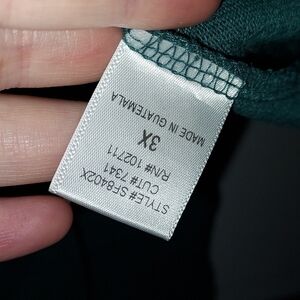 3X
MADE IN GUATEMALA
RN# 102711
CUT# 7341
STYLE# SF8402X